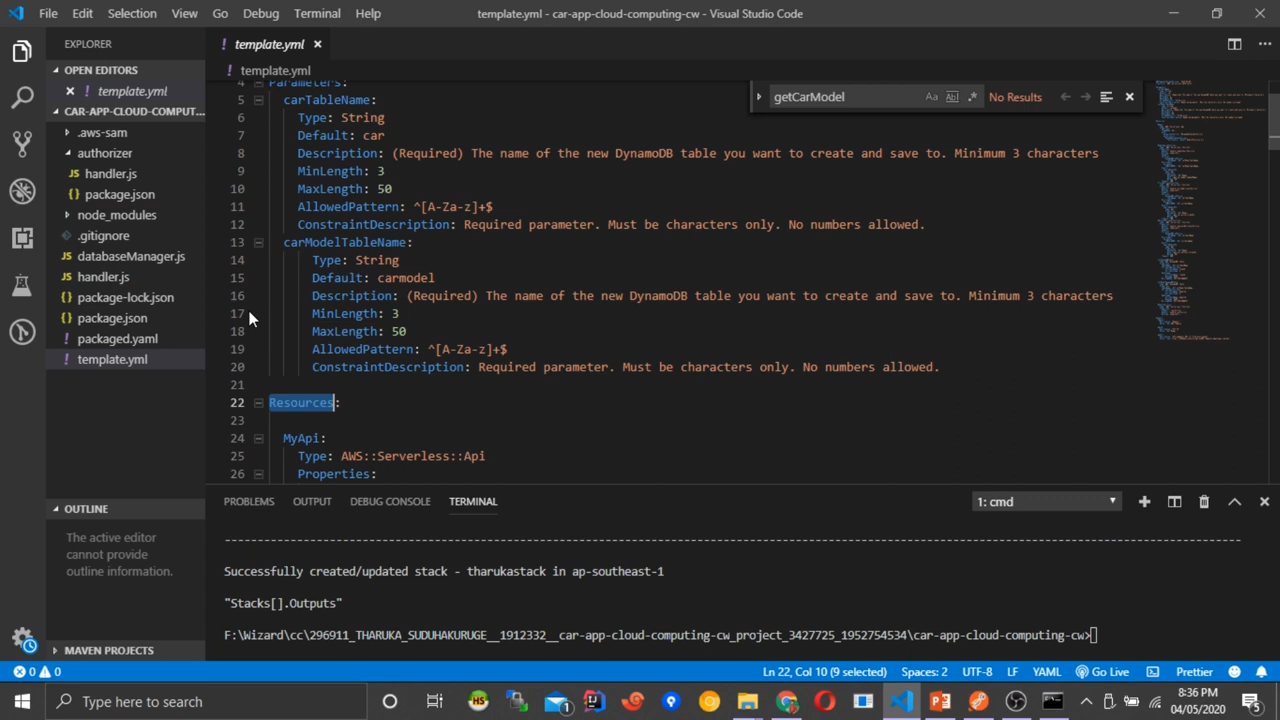 File Edit Selection View Go Debug Terminal Help
template.yml - car-app-cloud-computing-cw - Visual Studio Code
EXPLORER
OPEN EDITORS
template.yml
CAR-APP-CLOUD-COMPUT...
.aws-sam
authorizer
handler.js
package.json
node_modules
.gitignore
databaseManager.js
handler.js
package-lock.json
package.json
packaged.yaml
template.yml
OUTLINE
The active editor
cannot provide
outline information.
MAVEN PROJECTS
template.yml
template.yml
getCarModel Aa Abl .* No Results
4 Parameters:
5 carTableName:
6 Type: String
7 Default: car
8 Description: (Required) The name of the new DynamoDB table you want to create and save to. Minimum 3 characters
9 MinLength: 3
10 MaxLength: 50
11 AllowedPattern: ^[A-Za-z]+$
12 ConstraintDescription: Required parameter. Must be characters only. No numbers allowed.
13 carModelTableName:
14 Type: String
15 Default: carmodel
16 Description: (Required) The name of the new DynamoDB table you want to create and save to. Minimum 3 characters
17 MinLength: 3
18 MaxLength: 50
19 AllowedPattern: ^[A-Za-z]+$
20 ConstraintDescription: Required parameter. Must be characters only. No numbers allowed.
21
22 Resources:
23
24 MyApi:
25 Type: AWS::Serverless::Api
26 Properties:
PROBLEMS OUTPUT DEBUG CONSOLE TERMINAL 1: cmd
----------------------------------------------------------------------------------------------------------------------------------------------
Successfully created/updated stack - tharukastack in ap-southeast-1
"Stacks[].Outputs"
F:\Wizard\cc\296911_THARUKA_SUDUHAKURUGE__1912332__car-app-cloud-computing-cw_project_3427725_1952754534\car-app-cloud-computing-cw>
0 0 Ln 22, Col 10 (9 selected) Spaces: 2 UTF-8 LF YAML Go Live Prettier
Type here to search
HS
1
8:36 PM
04/05/2020
5